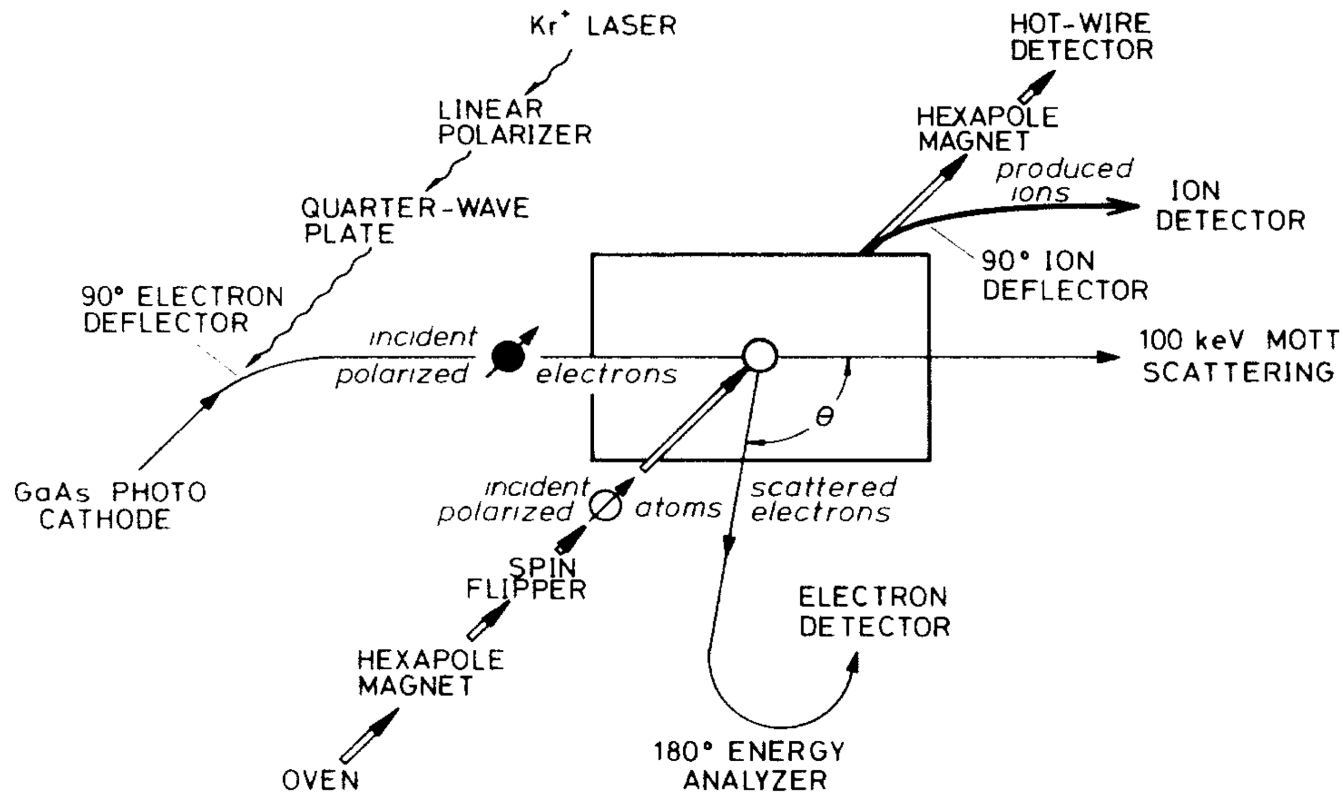 Kr⁺ LASER
LINEAR
POLARIZER
QUARTER-WAVE
PLATE
90° ELECTRON
DEFLECTOR
GaAs PHOTO
CATHODE
incident
polarized electrons
HOT-WIRE
DETECTOR
HEXAPOLE
MAGNET
produced
ions
ION
DETECTOR
90° ION
DEFLECTOR
100 keV MOTT
SCATTERING
θ
incident
polarized atoms
scattered
electrons
SPIN
FLIPPER
HEXAPOLE
MAGNET
OVEN
ELECTRON
DETECTOR
180° ENERGY
ANALYZER